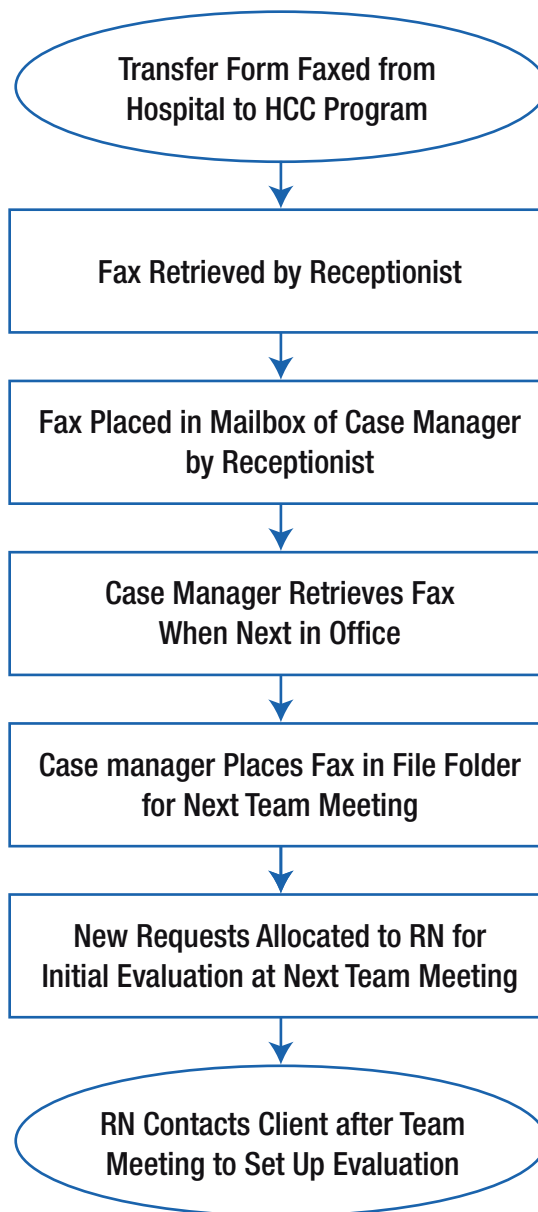 Transfer Form Faxed from
Hospital to HCC Program
Fax Retrieved by Receptionist
Fax Placed in Mailbox of Case Manager
by Receptionist
Case Manager Retrieves Fax
When Next in Office
Case manager Places Fax in File Folder
for Next Team Meeting
New Requests Allocated to RN for
Initial Evaluation at Next Team Meeting
RN Contacts Client after Team
Meeting to Set Up Evaluation